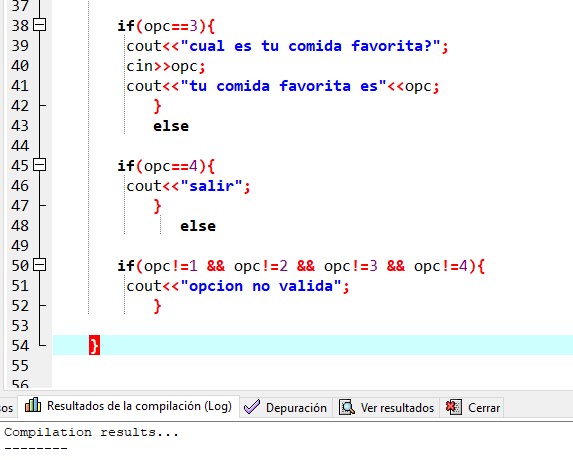 37
38 if(opc==3){
39 cout<<"cual es tu comida favorita?";
40 cin>>opc;
41 cout<<"tu comida favorita es"<<opc;
42 }
43 else
44
45 if(opc==4){
46 cout<<"salir";
47 }
48 else
49
50 if(opc!=1 && opc!=2 && opc!=3 && opc!=4){
51 cout<<"opcion no valida";
52 }
53
54 }
55
56
sos Resultados de la compilación (Log) Depuración Ver resultados Cerrar
Compilation results...
--------